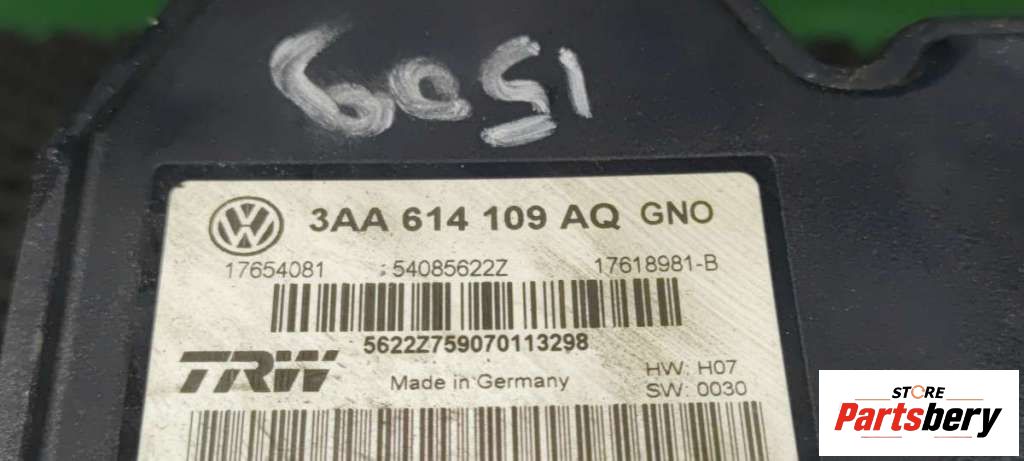 VW 3AA 614 109 AQ GNO
17654081 54085622Z 17618981-B
5622Z759070113298
TRW Made in Germany HW: H07
SW: 0030
STORE
Partsbery